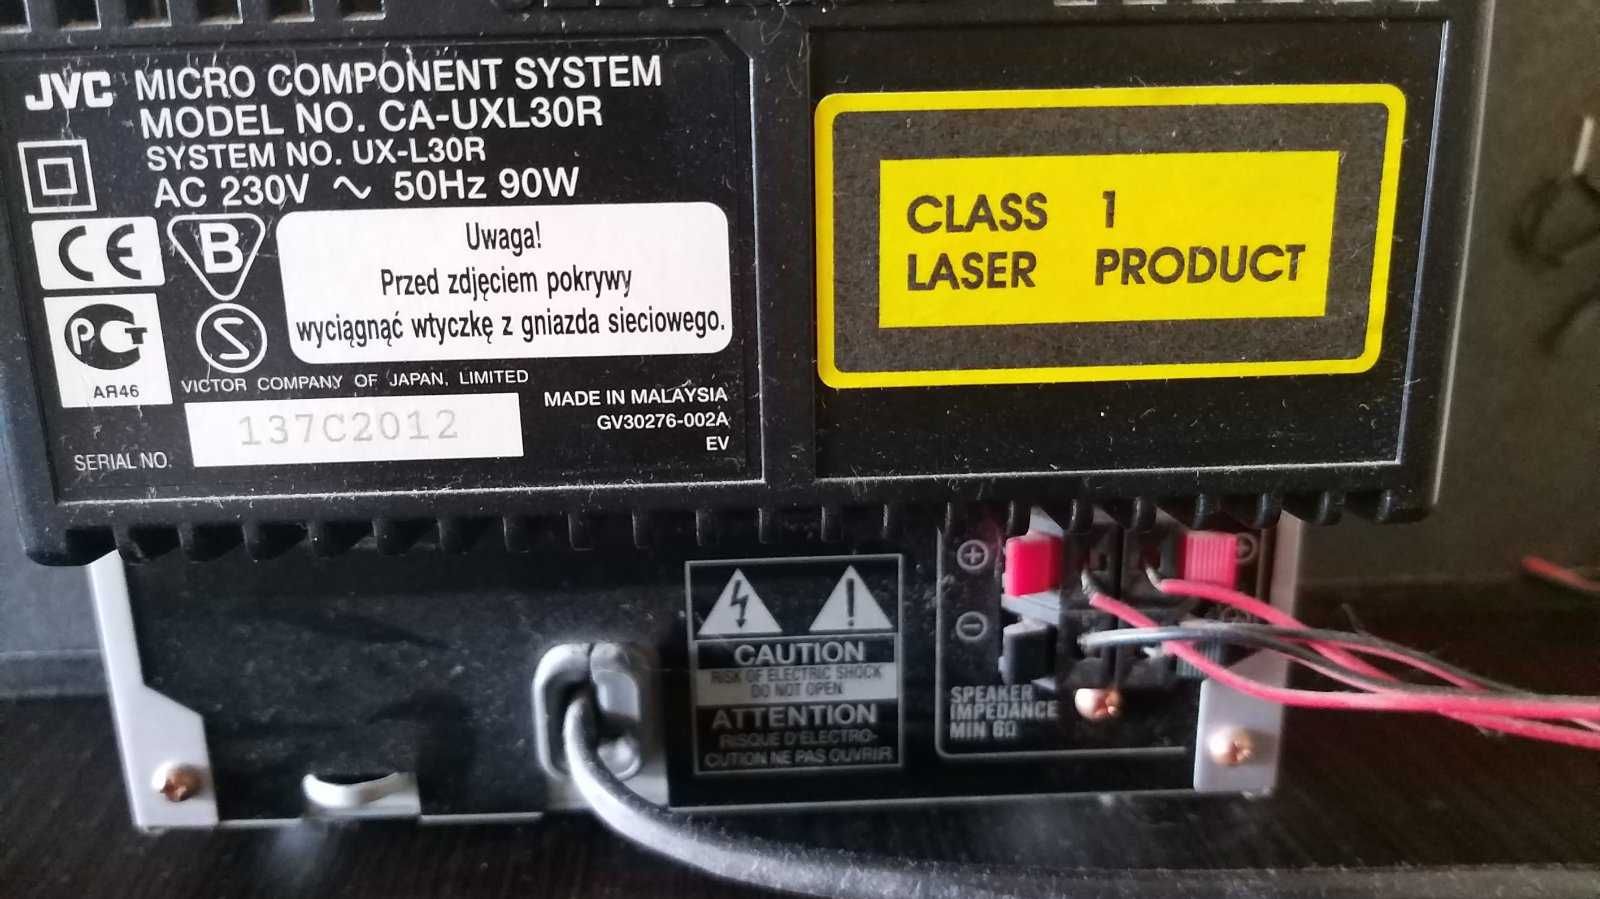 JVC MICRO COMPONENT SYSTEM
MODEL NO. CA-UXL30R
SYSTEM NO. UX-L30R
AC 230V ~ 50Hz 90W
CE
B
Uwaga!
Przed zdjęciem pokrywy
wyciągnąć wtyczkę z gniazda sieciowego.
PCT
S
АЯ46
VICTOR COMPANY OF JAPAN, LIMITED
MADE IN MALAYSIA
GV30276-002A
EV
SERIAL NO. 137C2012
CLASS 1
LASER PRODUCT
CAUTION
RISK OF ELECTRIC SHOCK
DO NOT OPEN
ATTENTION
RISQUE D'ELECTRO-
CUTION NE PAS OUVRIR
+
−
SPEAKER
IMPEDANCE
MIN 6Ω